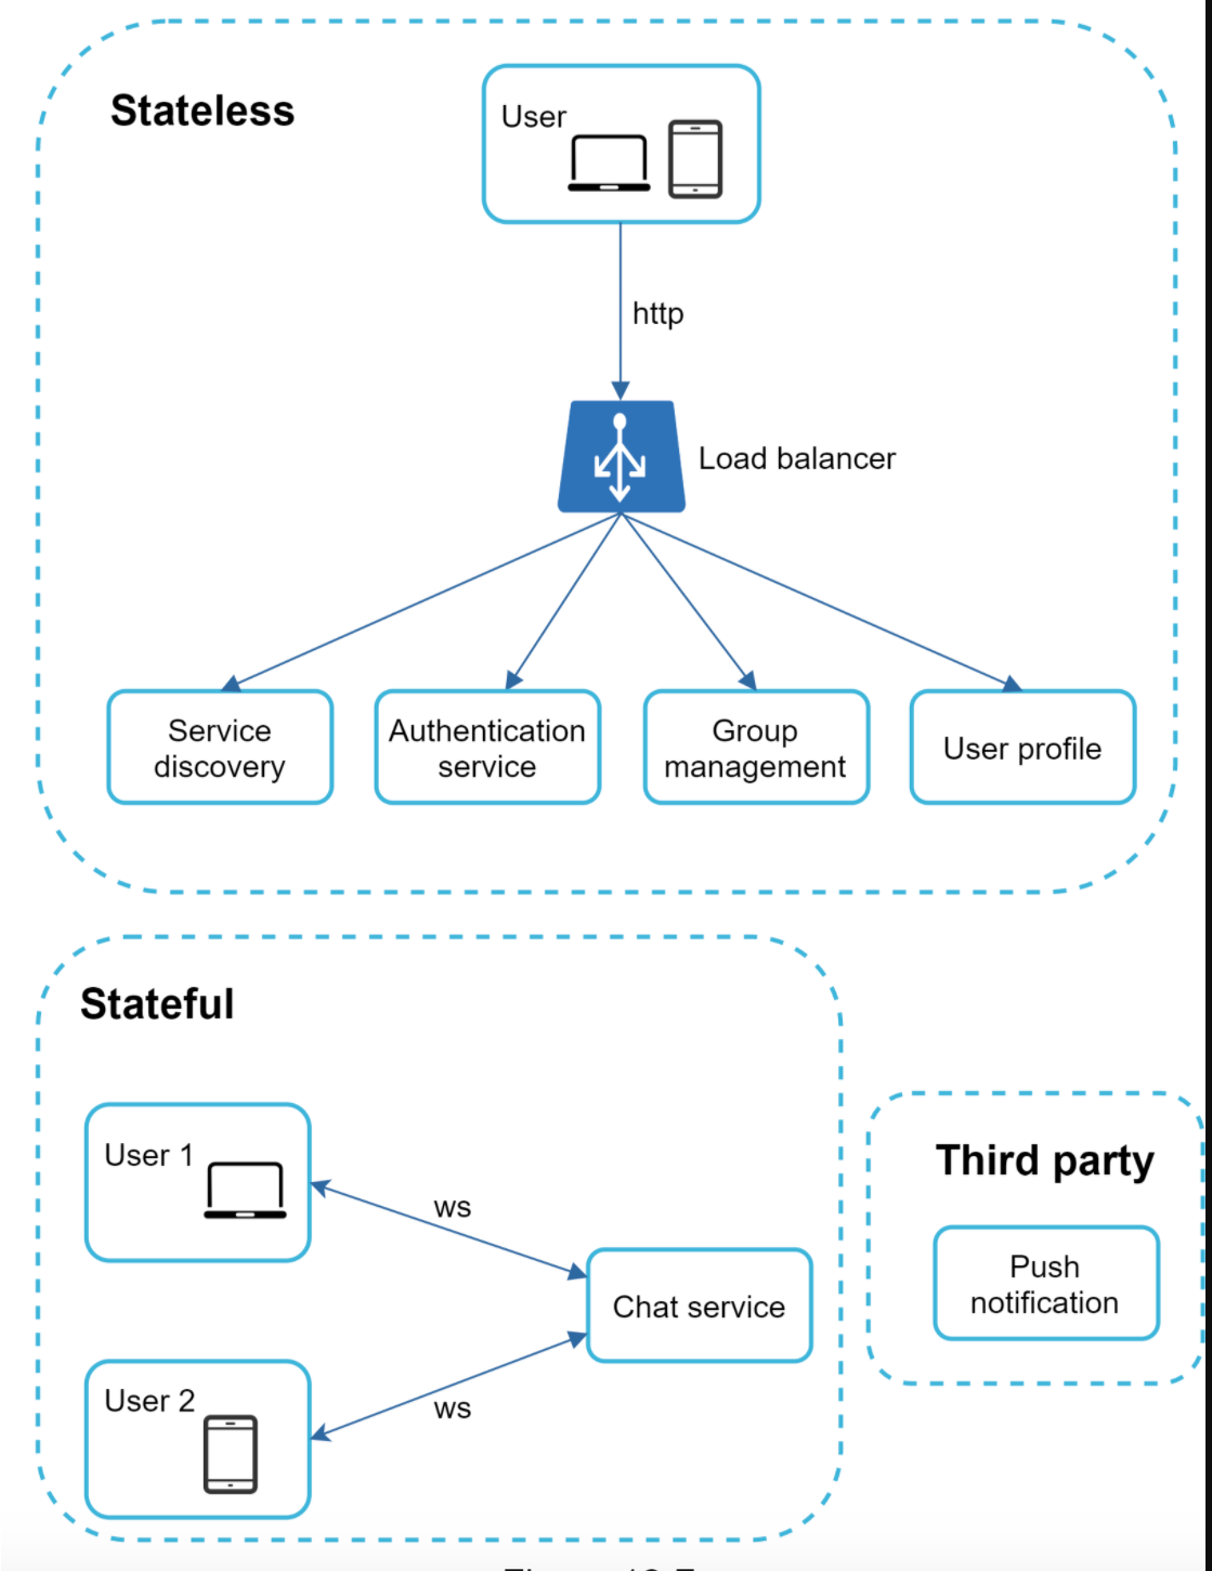 Stateless
User
http
Load balancer
Service
discovery
Authentication
service
Group
management
User profile
Stateful
User 1
ws
Chat service
User 2
ws
Third party
Push
notification